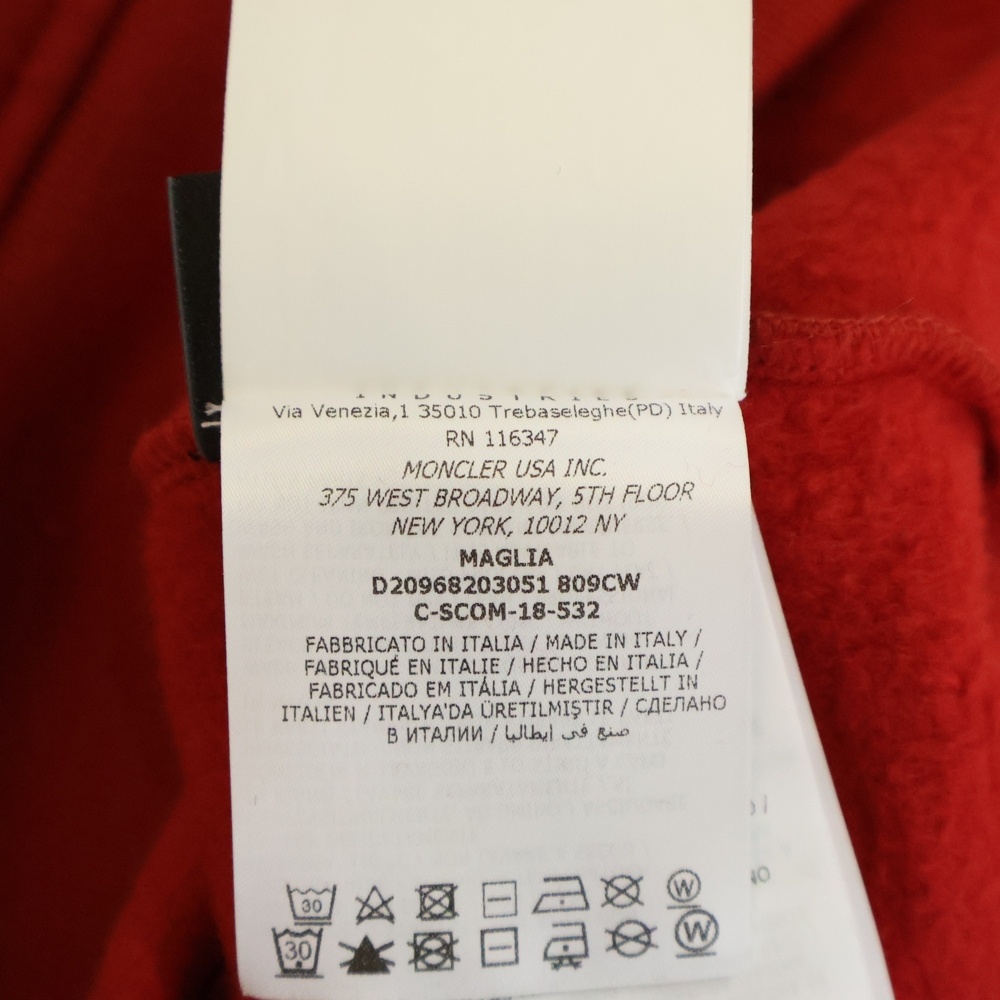 INDUSTRIES
Via Venezia,1 35010 Trebaseleghe(PD) Italy
RN 116347
MONCLER USA INC.
375 WEST BROADWAY, 5TH FLOOR
NEW YORK, 10012 NY
MAGLIA
D20968203051 809CW
C-SCOM-18-532
FABBRICATO IN ITALIA / MADE IN ITALY /
FABRIQUÉ EN ITALIE / HECHO EN ITALIA /
FABRICADO EM ITÁLIA / HERGESTELLT IN
ITALIEN / ITALYA'DA ÜRETILMIŞTIR / СДЕЛАНО
В ИТАЛИИ / صنع في ايطاليا
30 W
30 W